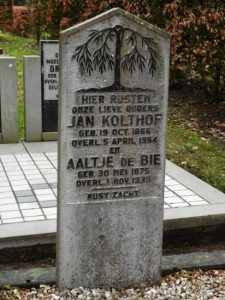 HIER RUSTEN
ONZE LIEVE OUDERS
JAN KOLTHOF
GEB. 19 OCT. 1866
OVERL. 5 APRIL 1954
EN
AALTJE DE BIE
GEB. 30 MEI 1875
OVERL. 1 NOV. 1939
RUST ZACHT.